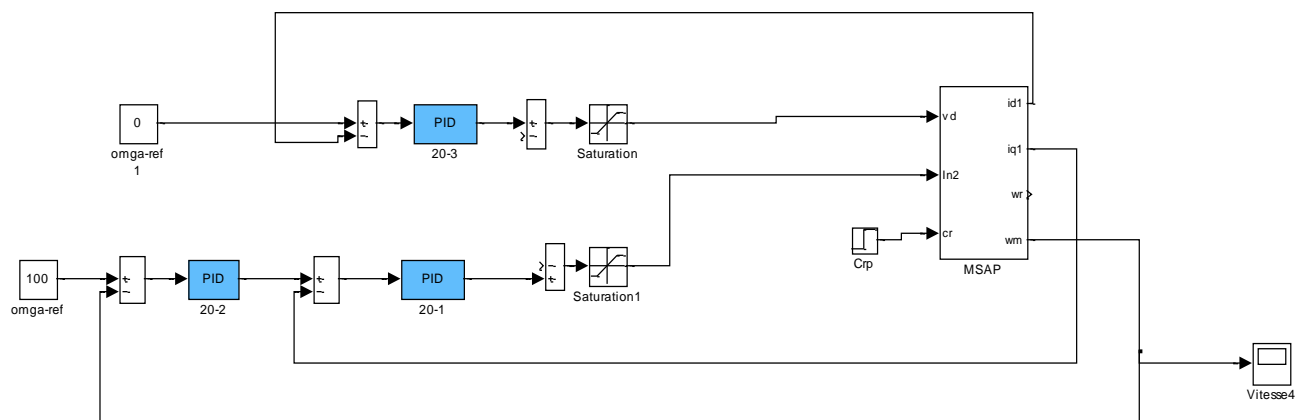 id1
0
omga-ref
1
+
−
PID
20-3
+
−
Saturation
vd
iq1
In2
wr
cr
wm
MSAP
Crp
100
omga-ref
+
−
PID
20-2
+
−
PID
20-1
−
+
Saturation1
Vitesse4